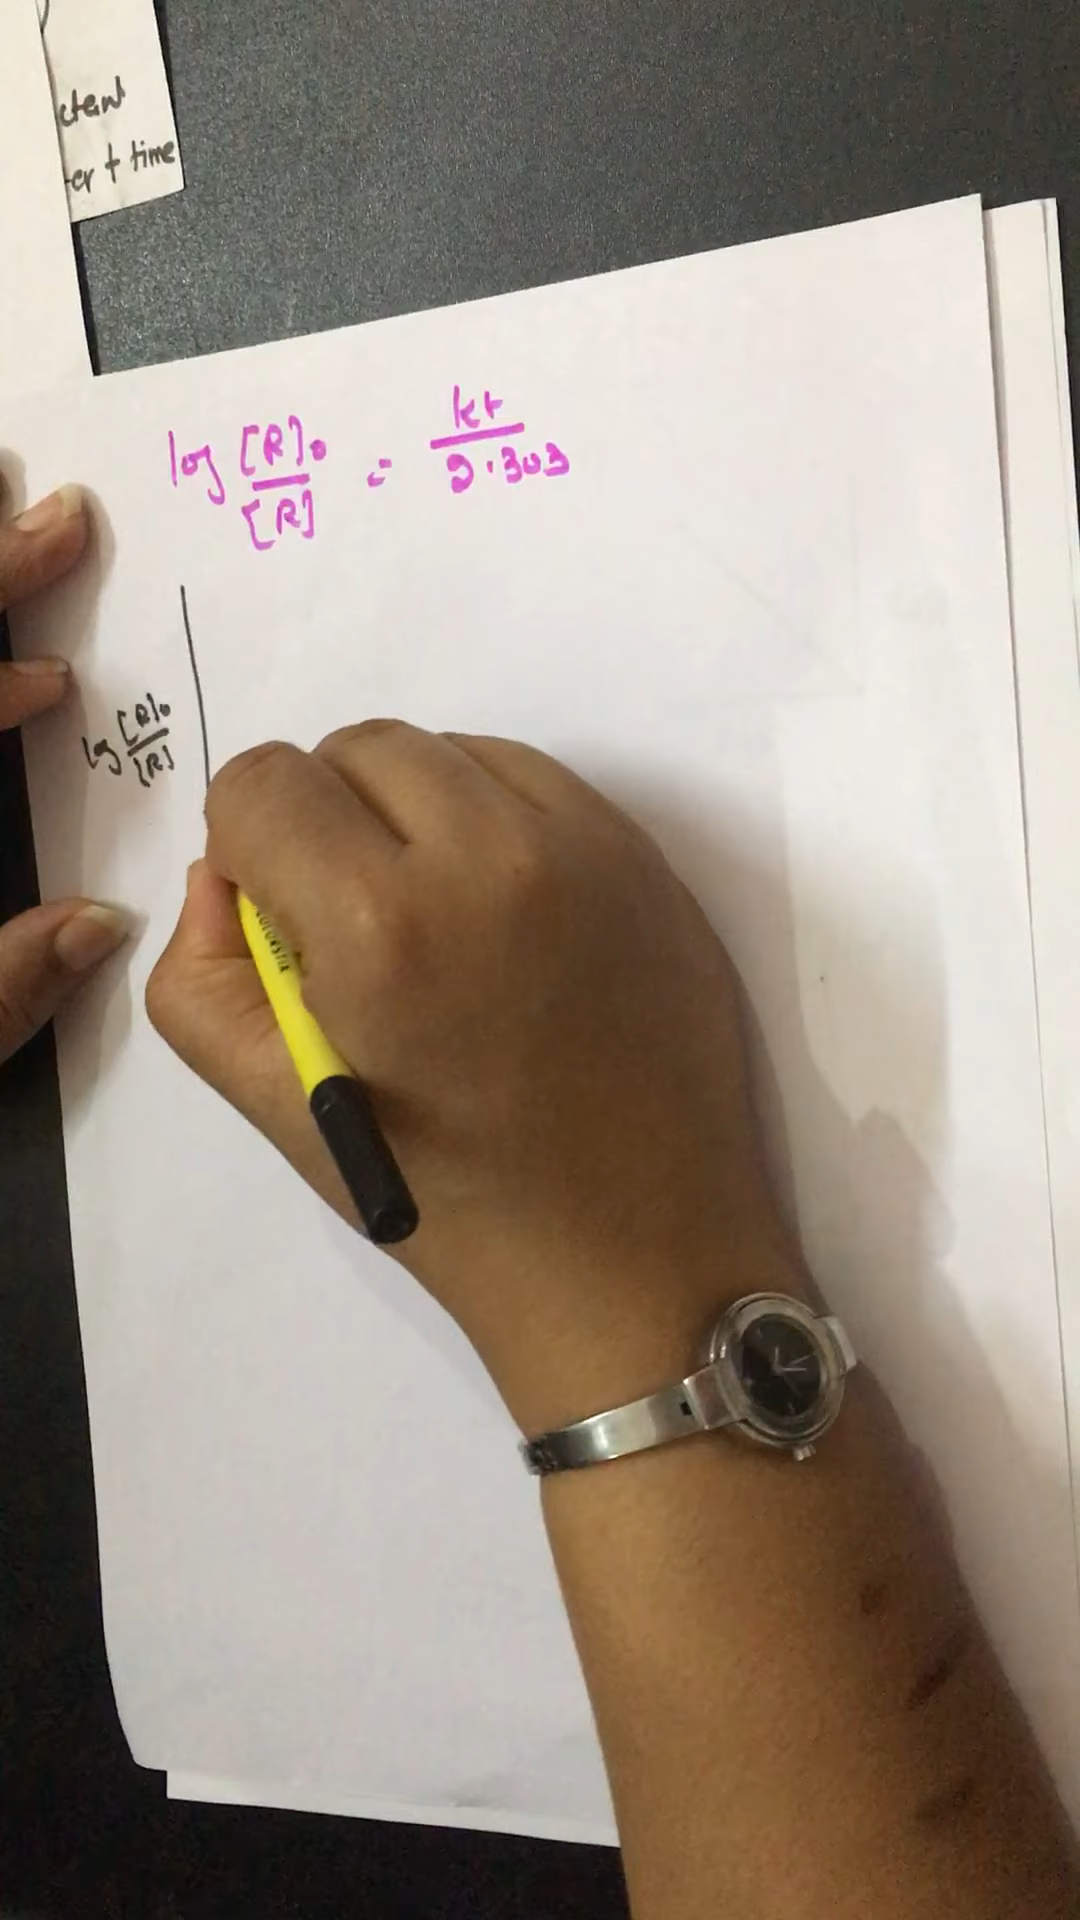 ctant
er t time
log [R]₀/[R] = kt/2.303
log [R]₀/[R]